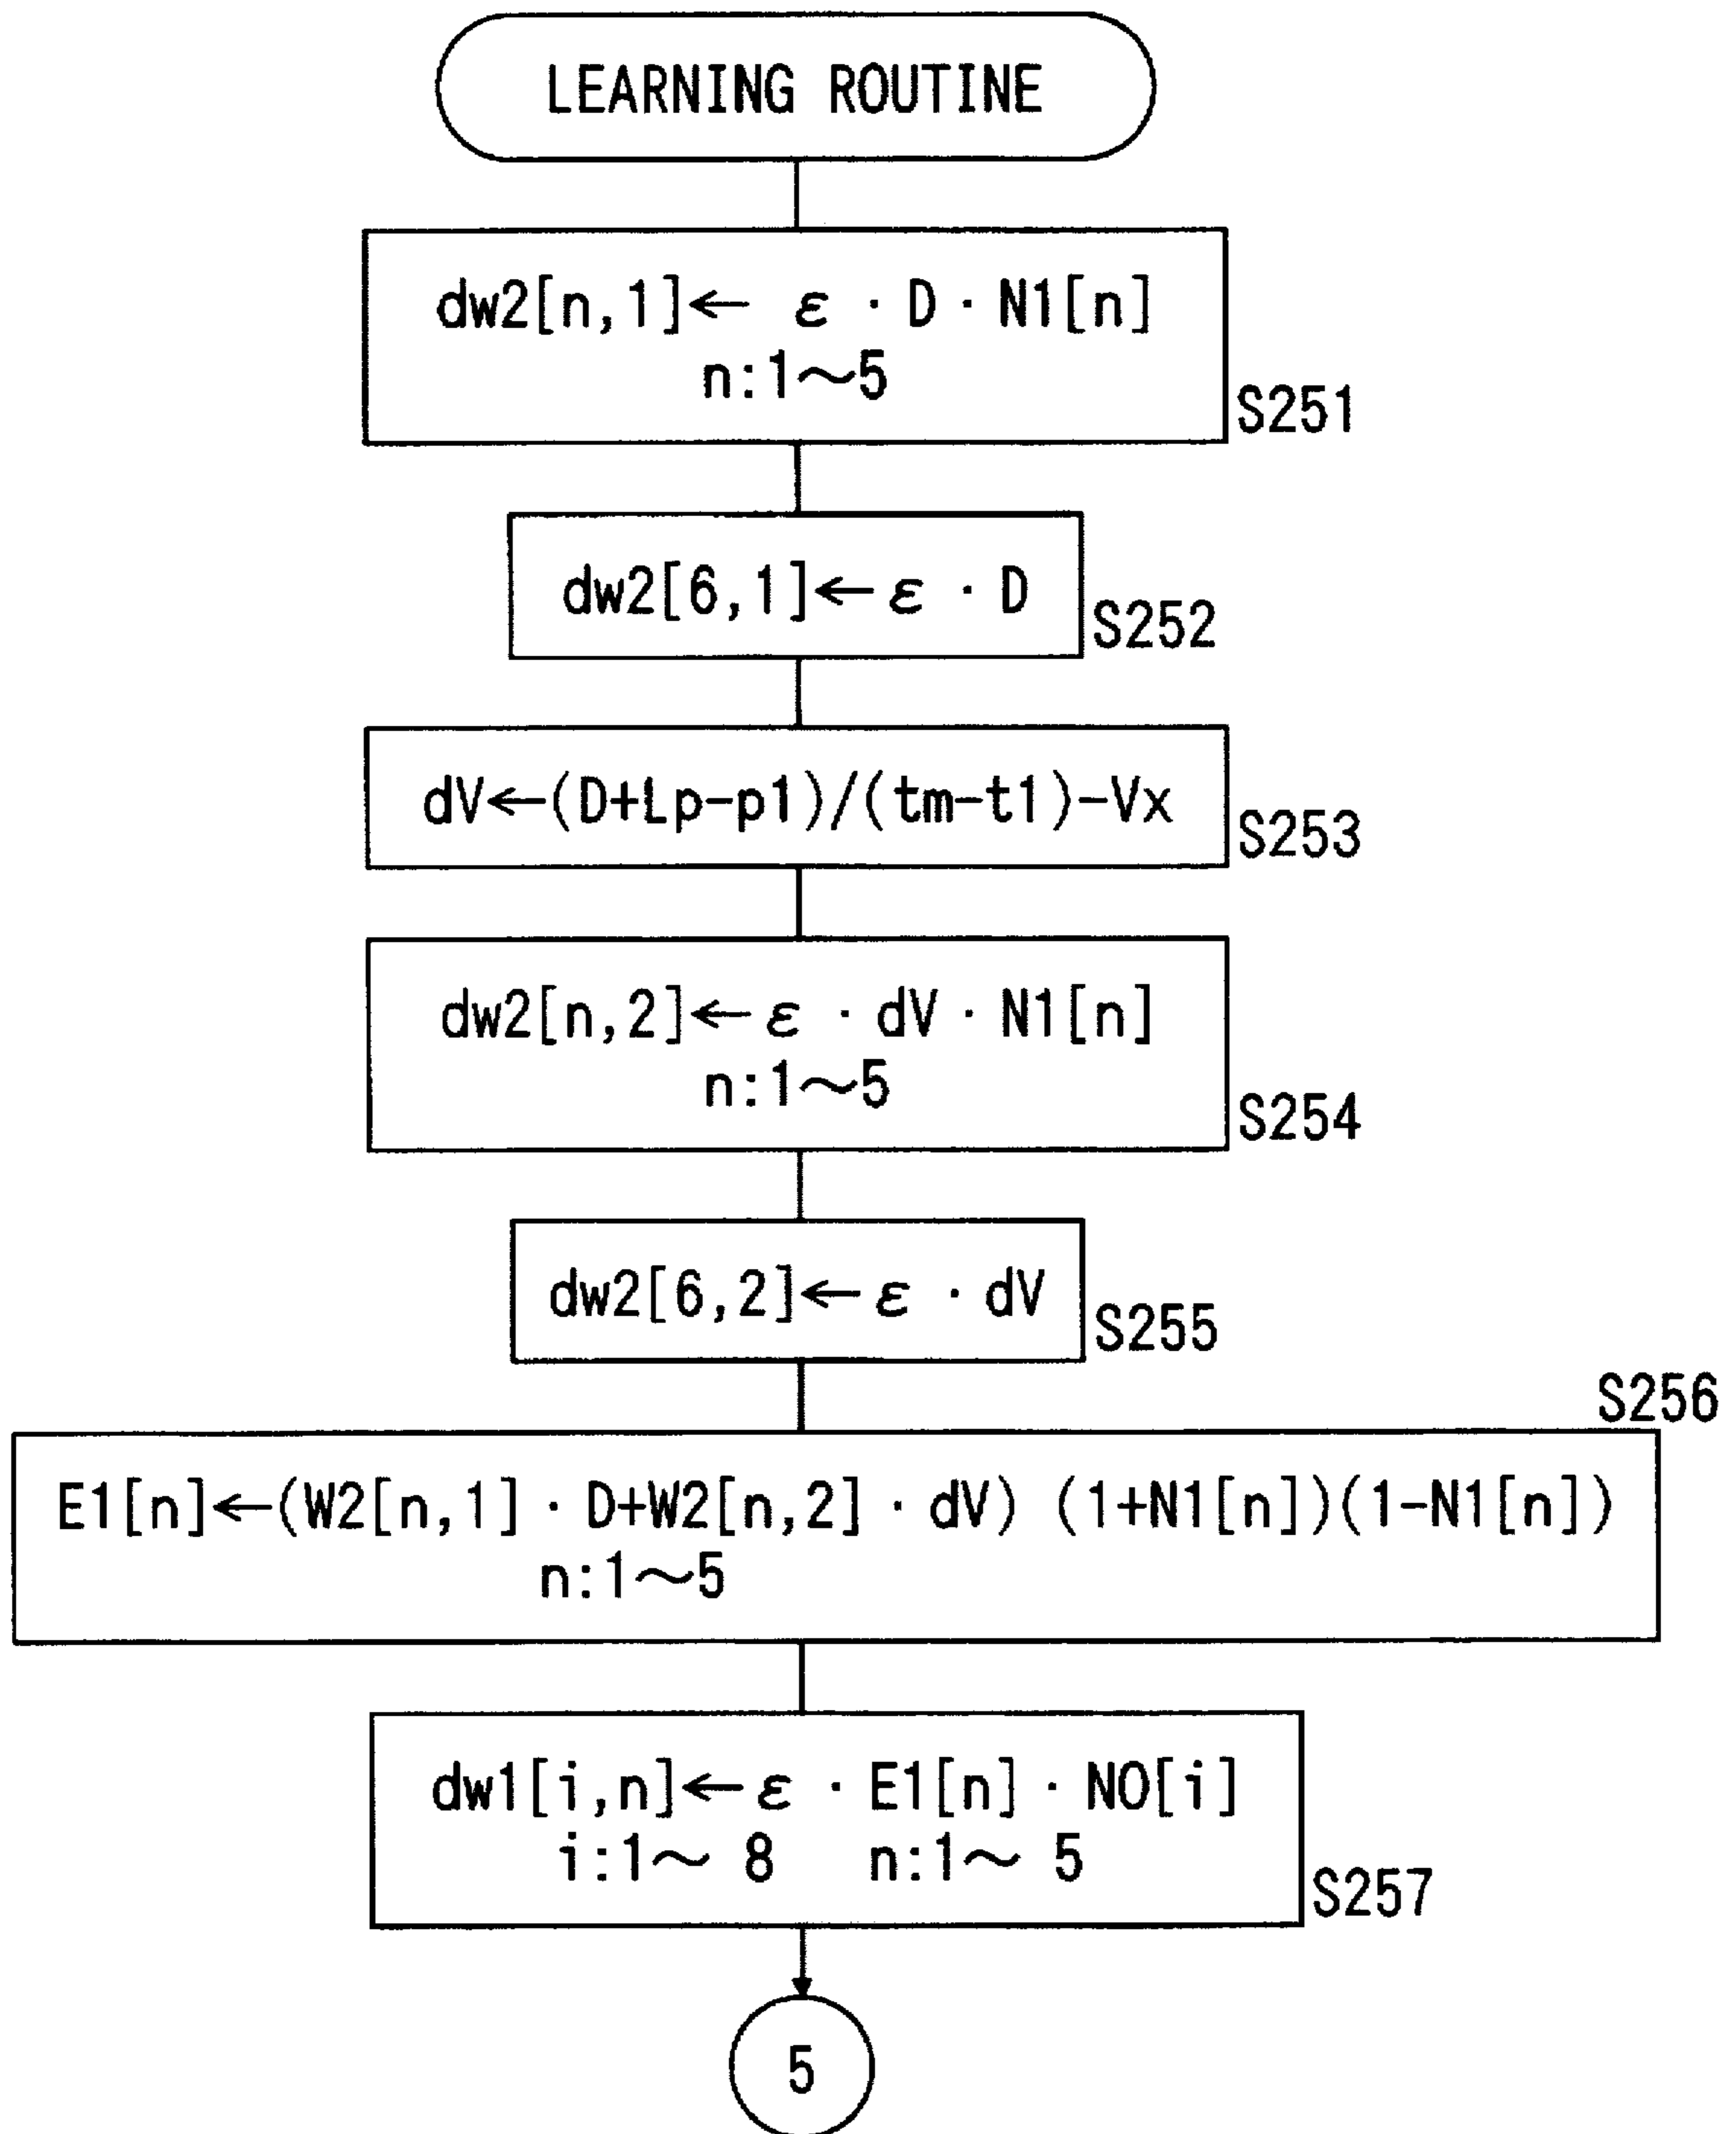 LEARNING ROUTINE
dw2[n,1]← ε · D · N1[n]
n:1～5
S251
dw2[6,1]← ε · D
S252
dV←(D+Lp-p1)/(tm-t1)-Vx
S253
dw2[n,2]← ε · dV · N1[n]
n:1～5
S254
dw2[6,2]← ε · dV
S255
S256
E1[n]←(W2[n,1] · D+W2[n,2] · dV) (1+N1[n])(1-N1[n])
n:1～5
dw1[i,n]← ε · E1[n] · N0[i]
i:1～ 8 n:1～ 5
S257
5